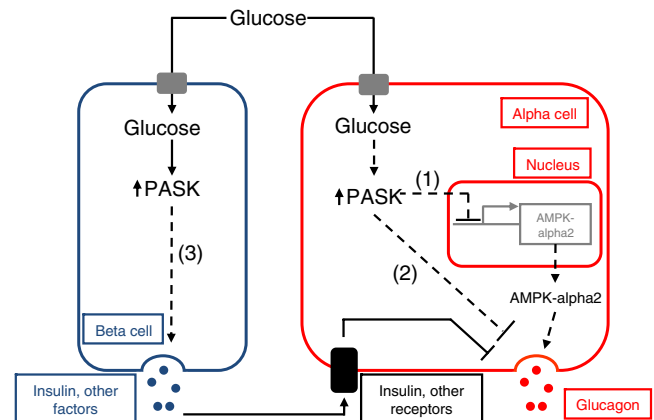 Glucose
Alpha cell
Glucose
Glucose
Nucleus
PASK
PASK
(1)
AMPK-
alpha2
(3)
(2)
AMPK-alpha2
Beta cell
Insulin, other
factors
Insulin, other
receptors
Glucagon